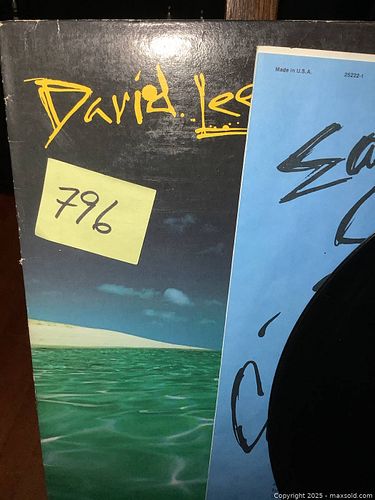 David Lee
Made in U.S.A.
25222-1
796
Copyright 2025 - maxsold.com